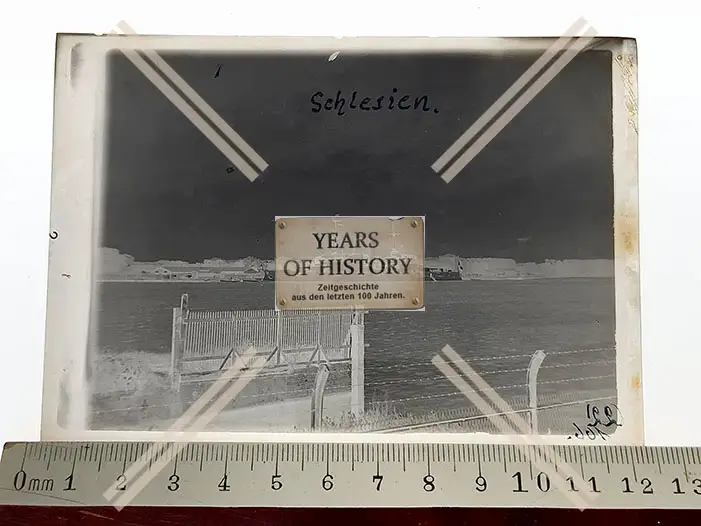 Schlesien.
YEARS
OF HISTORY
Zeitgeschichte
aus den letzten 100 Jahren.
0mm 1 2 3 4 5 6 7 8 9 10 11 12 13